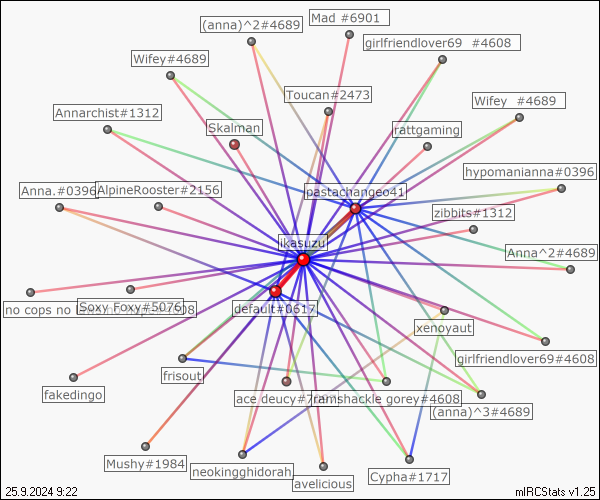 (anna)^2#4689
Mad #6901
girlfriendlover69 #4608
Wifey#4689
Toucan#2473
Wifey #4689
Annarchist#1312
Skalman
rattgaming
hypomanianna#0396
Anna.#0396
AlpineRooster#2156
pastachangeo41
zibbits#1312
ikasuzu
Anna^2#4689
no cops no
Soxy Foxy#5076
default#0617
xenoyaut
girlfriendlover69#4608
frisout
fakedingo
ace deucy#7
ramshackle gorey#4608
(anna)^3#4689
Mushy#1984
neokingghidorah
avelicious
Cypha#1717
25.9.2024 9:22
mIRCStats v1.25